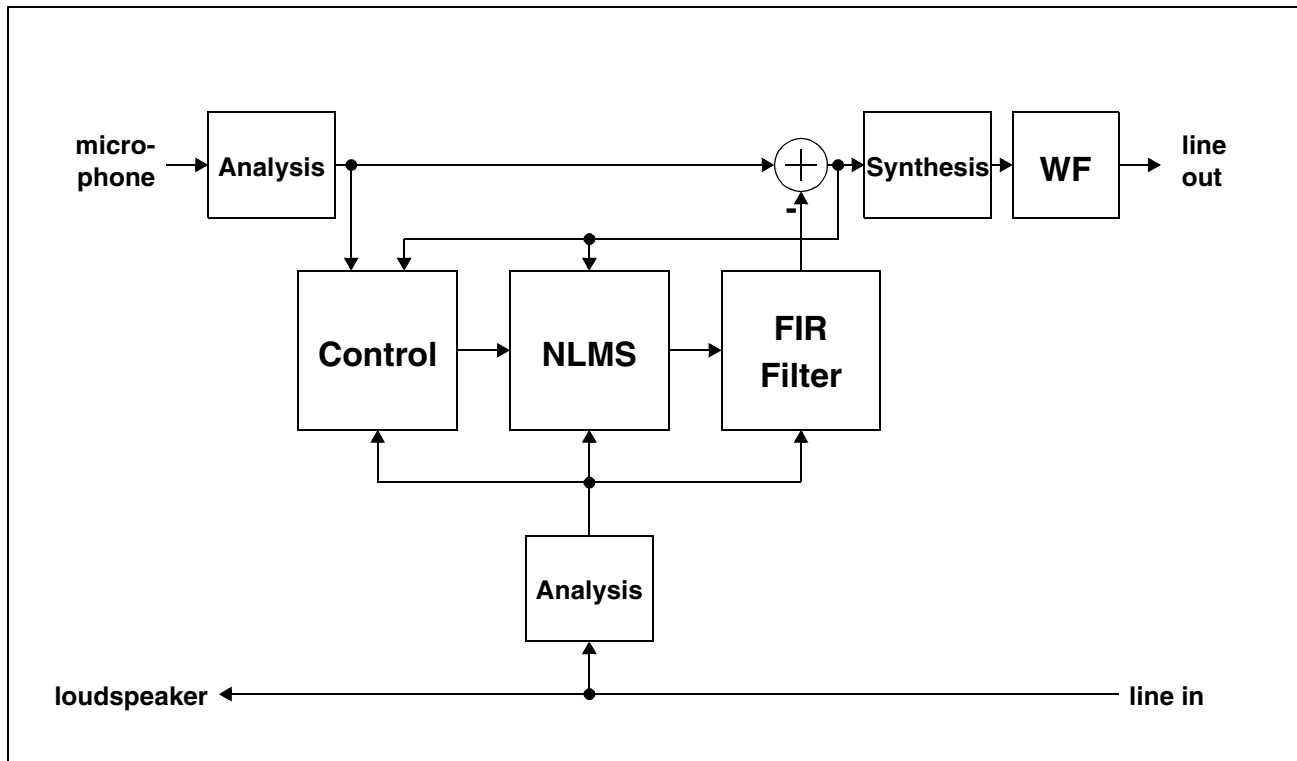 micro-
phone
Analysis
+
-
Synthesis
WF
line
out
Control
NLMS
FIR
Filter
Analysis
loudspeaker
line in